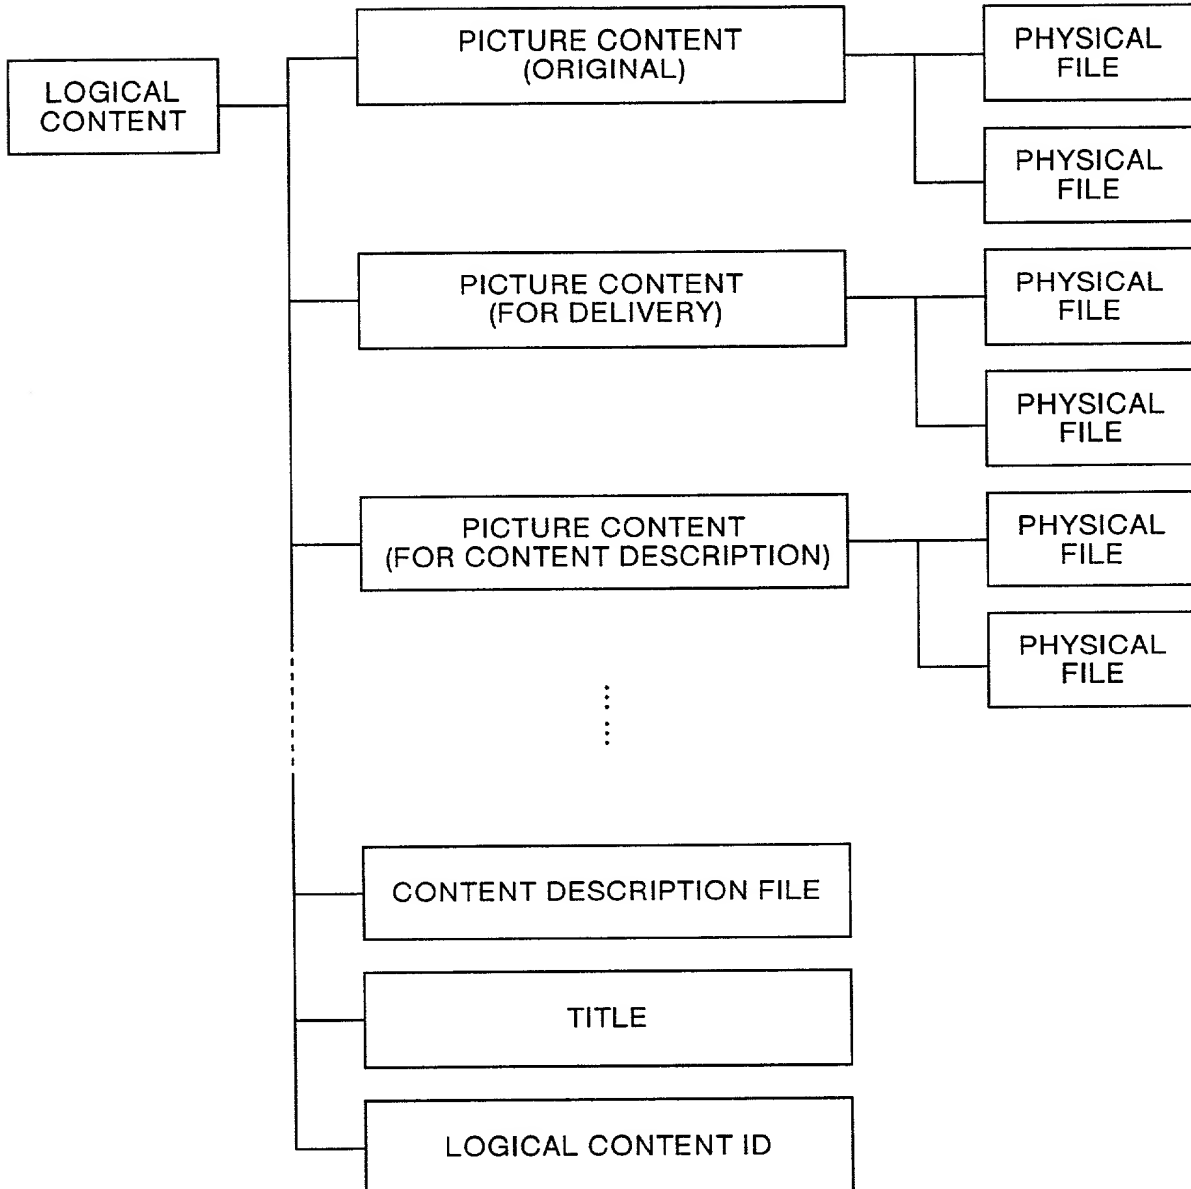 LOGICAL
CONTENT
PICTURE CONTENT
(ORIGINAL)
PHYSICAL
FILE
PHYSICAL
FILE
PICTURE CONTENT
(FOR DELIVERY)
PHYSICAL
FILE
PHYSICAL
FILE
PICTURE CONTENT
(FOR CONTENT DESCRIPTION)
PHYSICAL
FILE
PHYSICAL
FILE
CONTENT DESCRIPTION FILE
TITLE
LOGICAL CONTENT ID